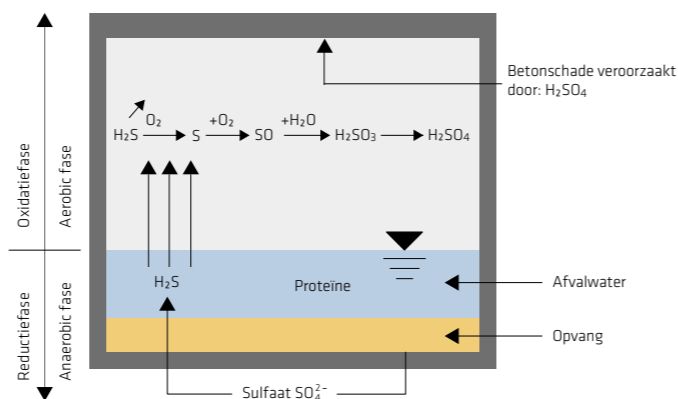 Betonschade veroorzaakt
door: H₂SO₄
O₂ +O₂ +H₂O
H₂S S SO H₂SO₃ H₂SO₄
Oxidatiefase
Aerobic fase
H₂S
Proteïne
Afvalwater
Opvang
Reductiefase
Anaerobic fase
Sulfaat SO₄²⁻